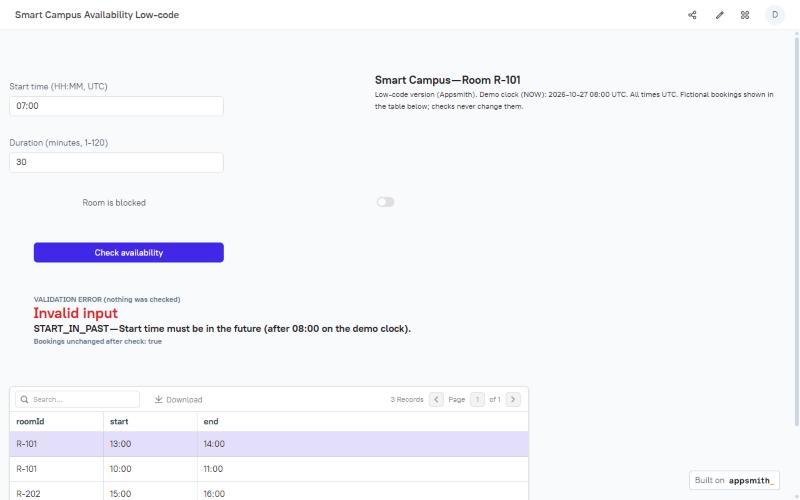 Smart Campus Availability Low-code
D
Start time (HH:MM, UTC)
07:00
Smart Campus—Room R-101
Low-code version (Appsmith). Demo clock (NOW): 2026-10-27 08:00 UTC. All times UTC. Fictional bookings shown in
the table below; checks never change them.
Duration (minutes, 1-120)
30
Room is blocked
Check availability
VALIDATION ERROR (nothing was checked)
Invalid input
START_IN_PAST—Start time must be in the future (after 08:00 on the demo clock).
Bookings unchanged after check: true
Search... Download 3 Records Page 1 of 1
roomId start end
R-101 13:00 14:00
R-101 10:00 11:00
R-202 15:00 16:00
Built on appsmith_